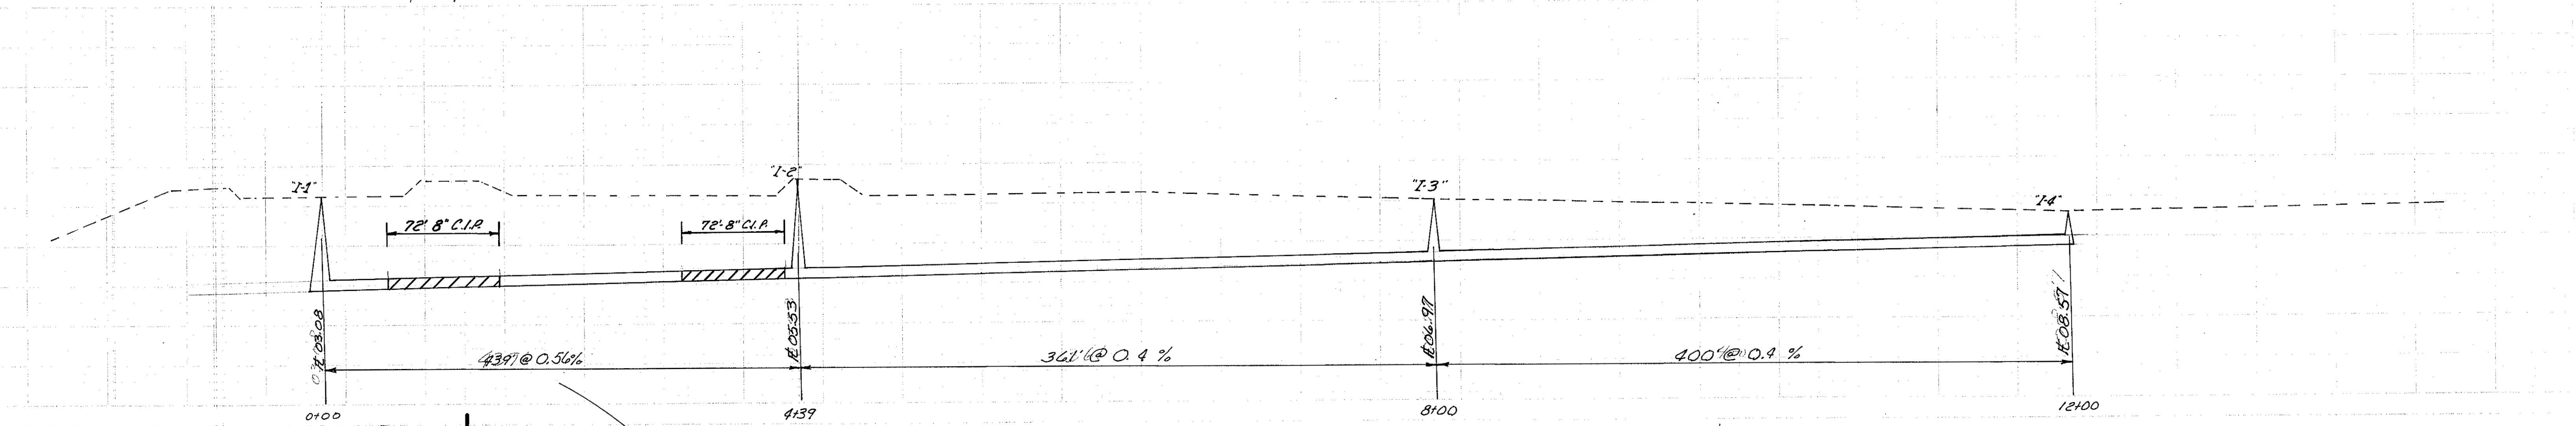 "I-1"
"I-2"
"I-3"
"I-4"
72' 8" C.I.P.
72'-8" C.I.P.
03.08
05.53
06.97
08.57
439' @ 0.56%
361' @ 0.4 %
400' @ 0.4 %
0+00
4+39
8+00
12+00